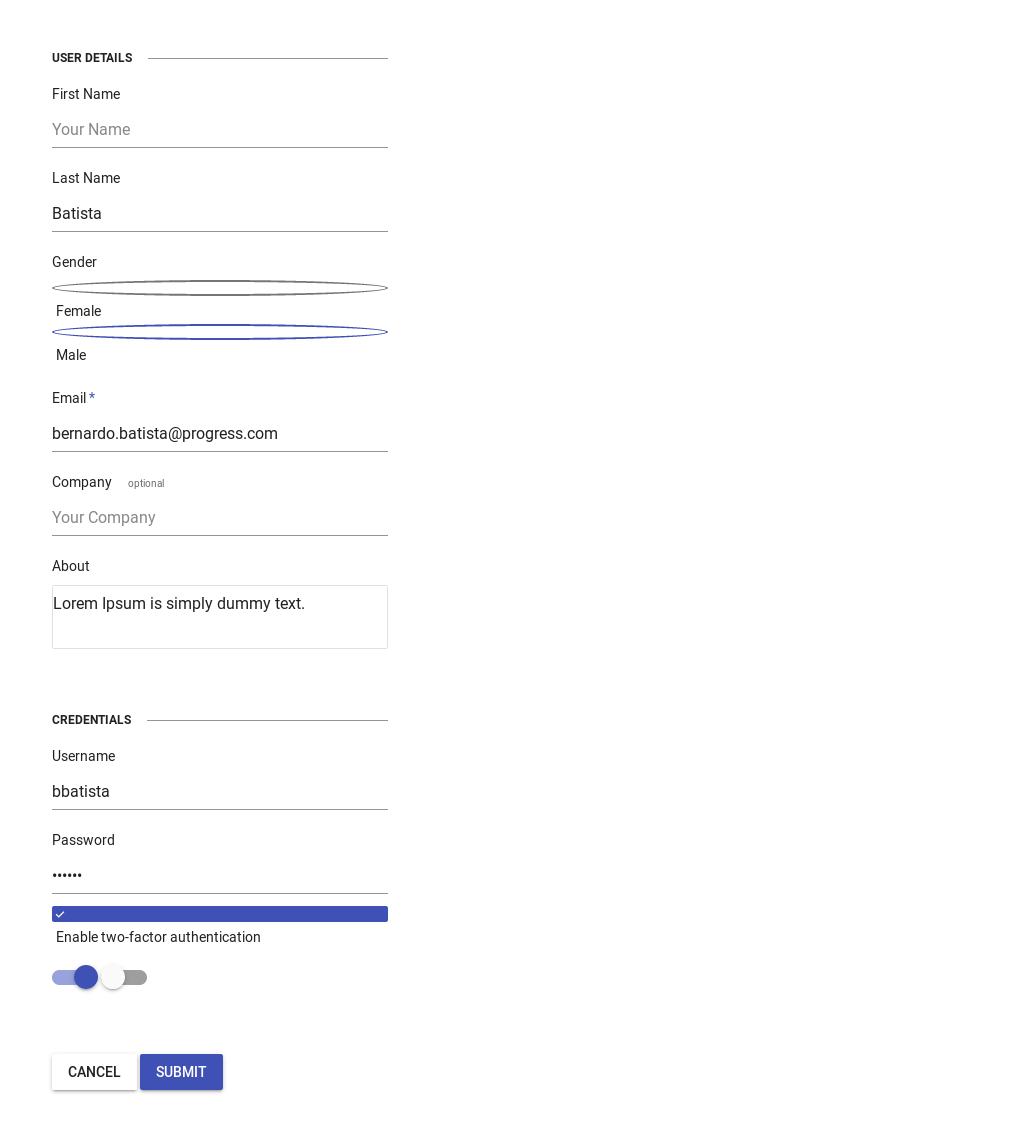 USER DETAILS
First Name
Your Name
Last Name
Batista
Gender
Female
Male
Email *
bernardo.batista@progress.com
Company optional
Your Company
About
Lorem Ipsum is simply dummy text.
CREDENTIALS
Username
bbatista
Password
••••••
Enable two-factor authentication
CANCEL SUBMIT